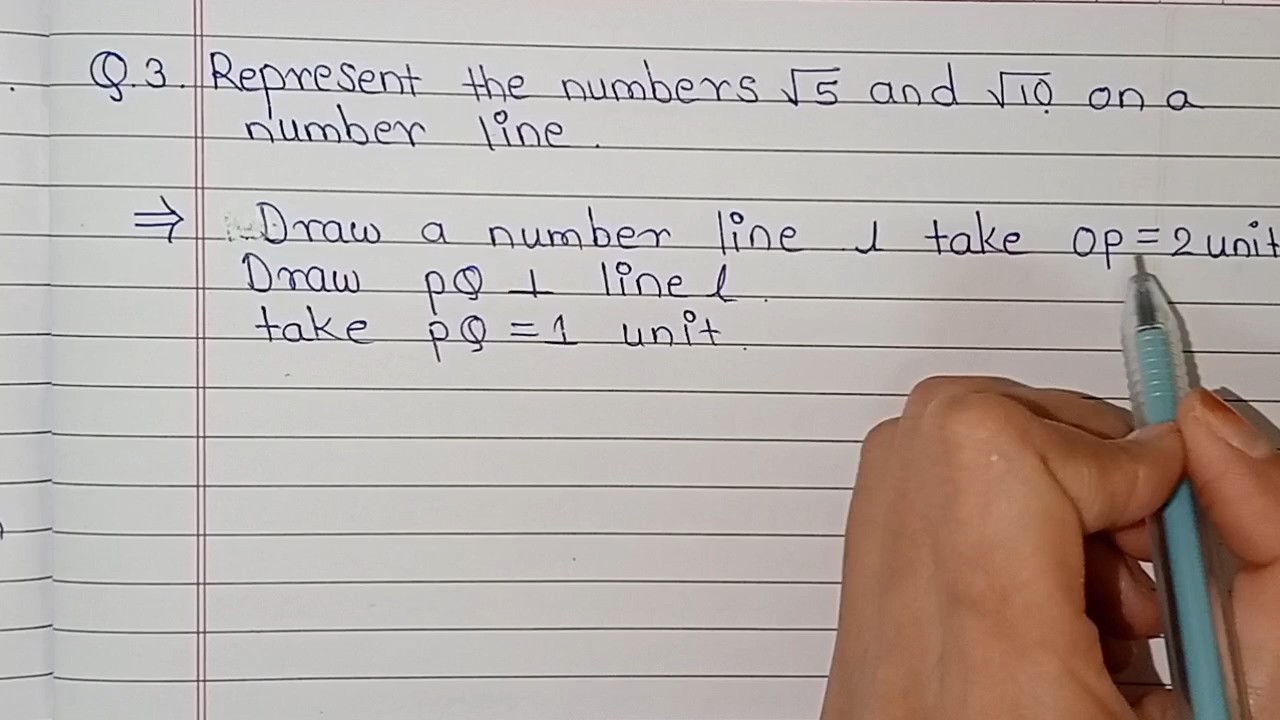 Q.3. Represent the numbers √5 and √10 on a
number line.
⇒ Draw a number line l take OP = 2 unit
Draw PQ ⊥ line l.
take PQ = 1 unit.